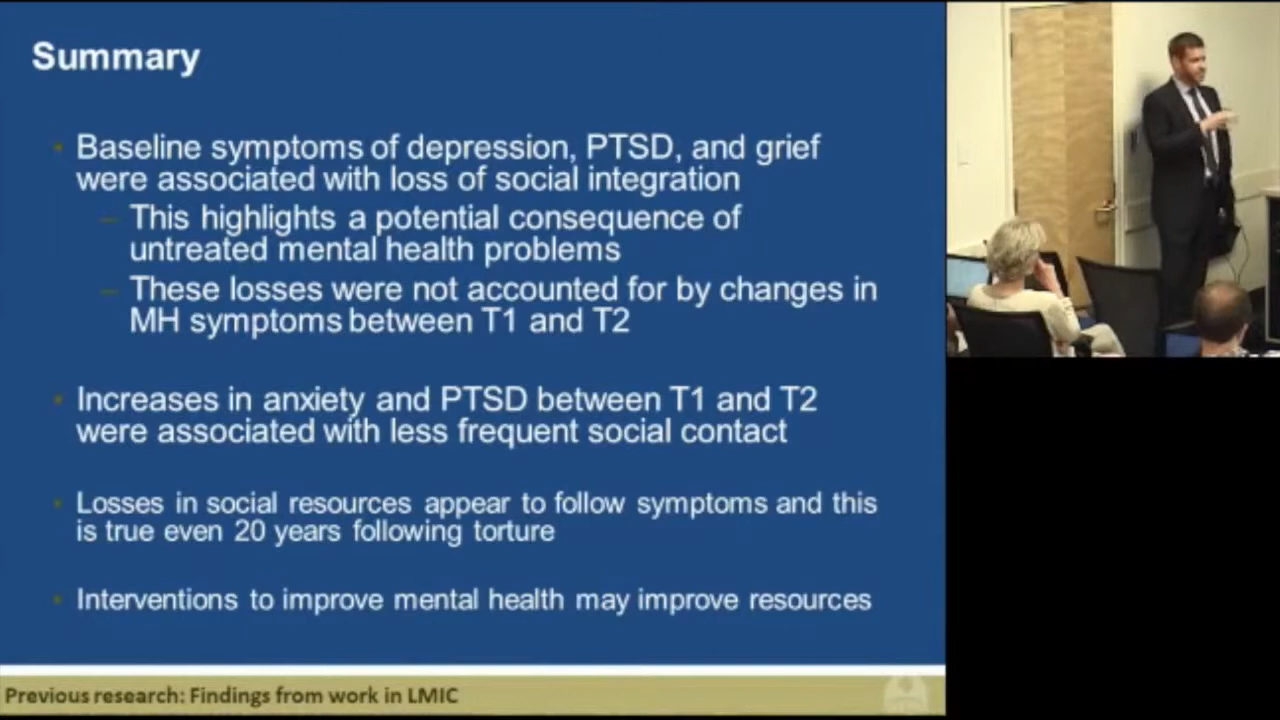 Summary
Baseline symptoms of depression, PTSD, and grief
were associated with loss of social integration
– This highlights a potential consequence of
untreated mental health problems
– These losses were not accounted for by changes in
MH symptoms between T1 and T2
Increases in anxiety and PTSD between T1 and T2
were associated with less frequent social contact
Losses in social resources appear to follow symptoms and this
is true even 20 years following torture
Interventions to improve mental health may improve resources
Previous research: Findings from work in LMIC